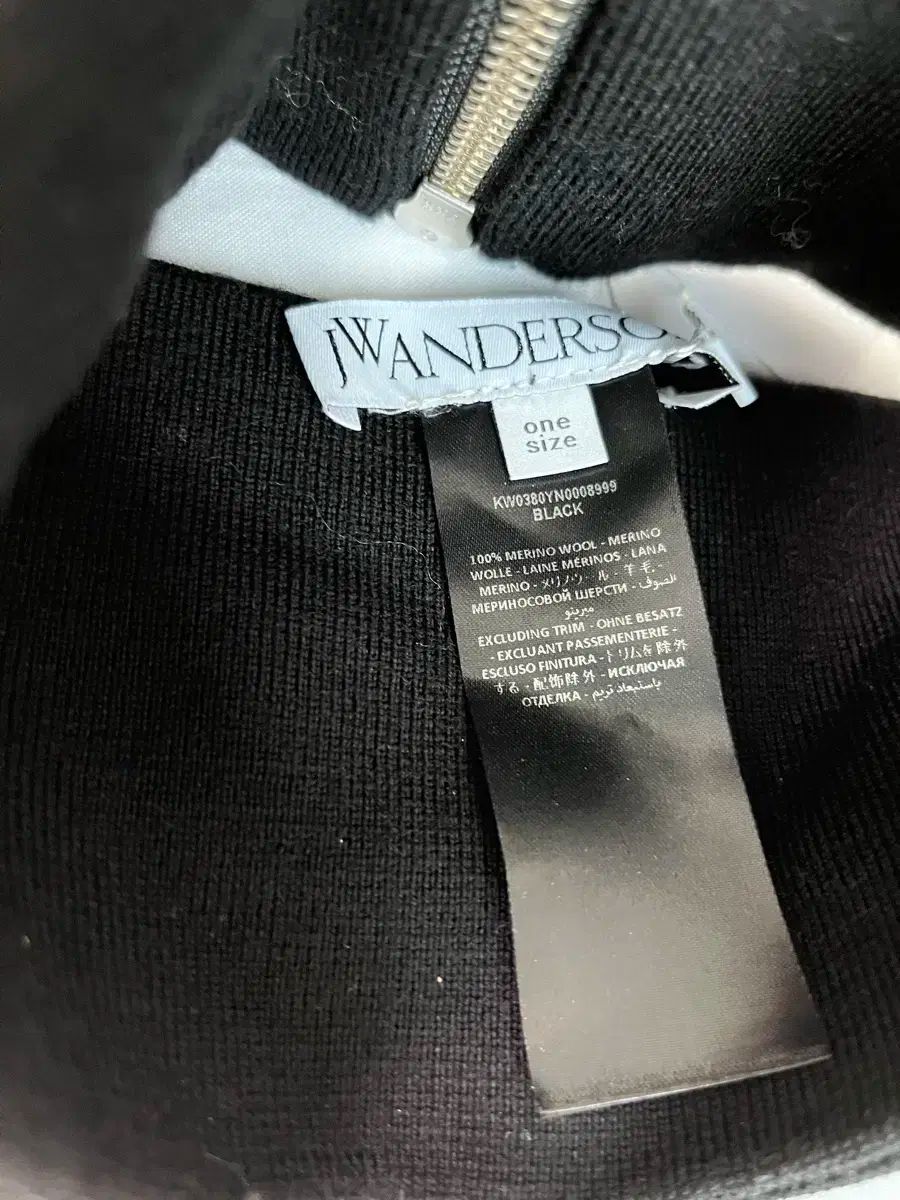 JWANDERSO
one
size
KW0380YN0008999
BLACK
100% MERINO WOOL - MERINO
WOLLE - LAINE MÉRINOS - LANA
MERINO - メリノウール - 羊毛 -
МЕРИНОСОВОЙ ШЕРСТИ - الصوف
ميرينو
EXCLUDING TRIM - OHNE BESATZ
- EXCLUANT PASSEMENTERIE -
ESCLUSO FINITURA - トリムを除外
する - 配饰除外 - ИСКЛЮЧАЯ
ОТДЕЛКА - باستبعاد تريم